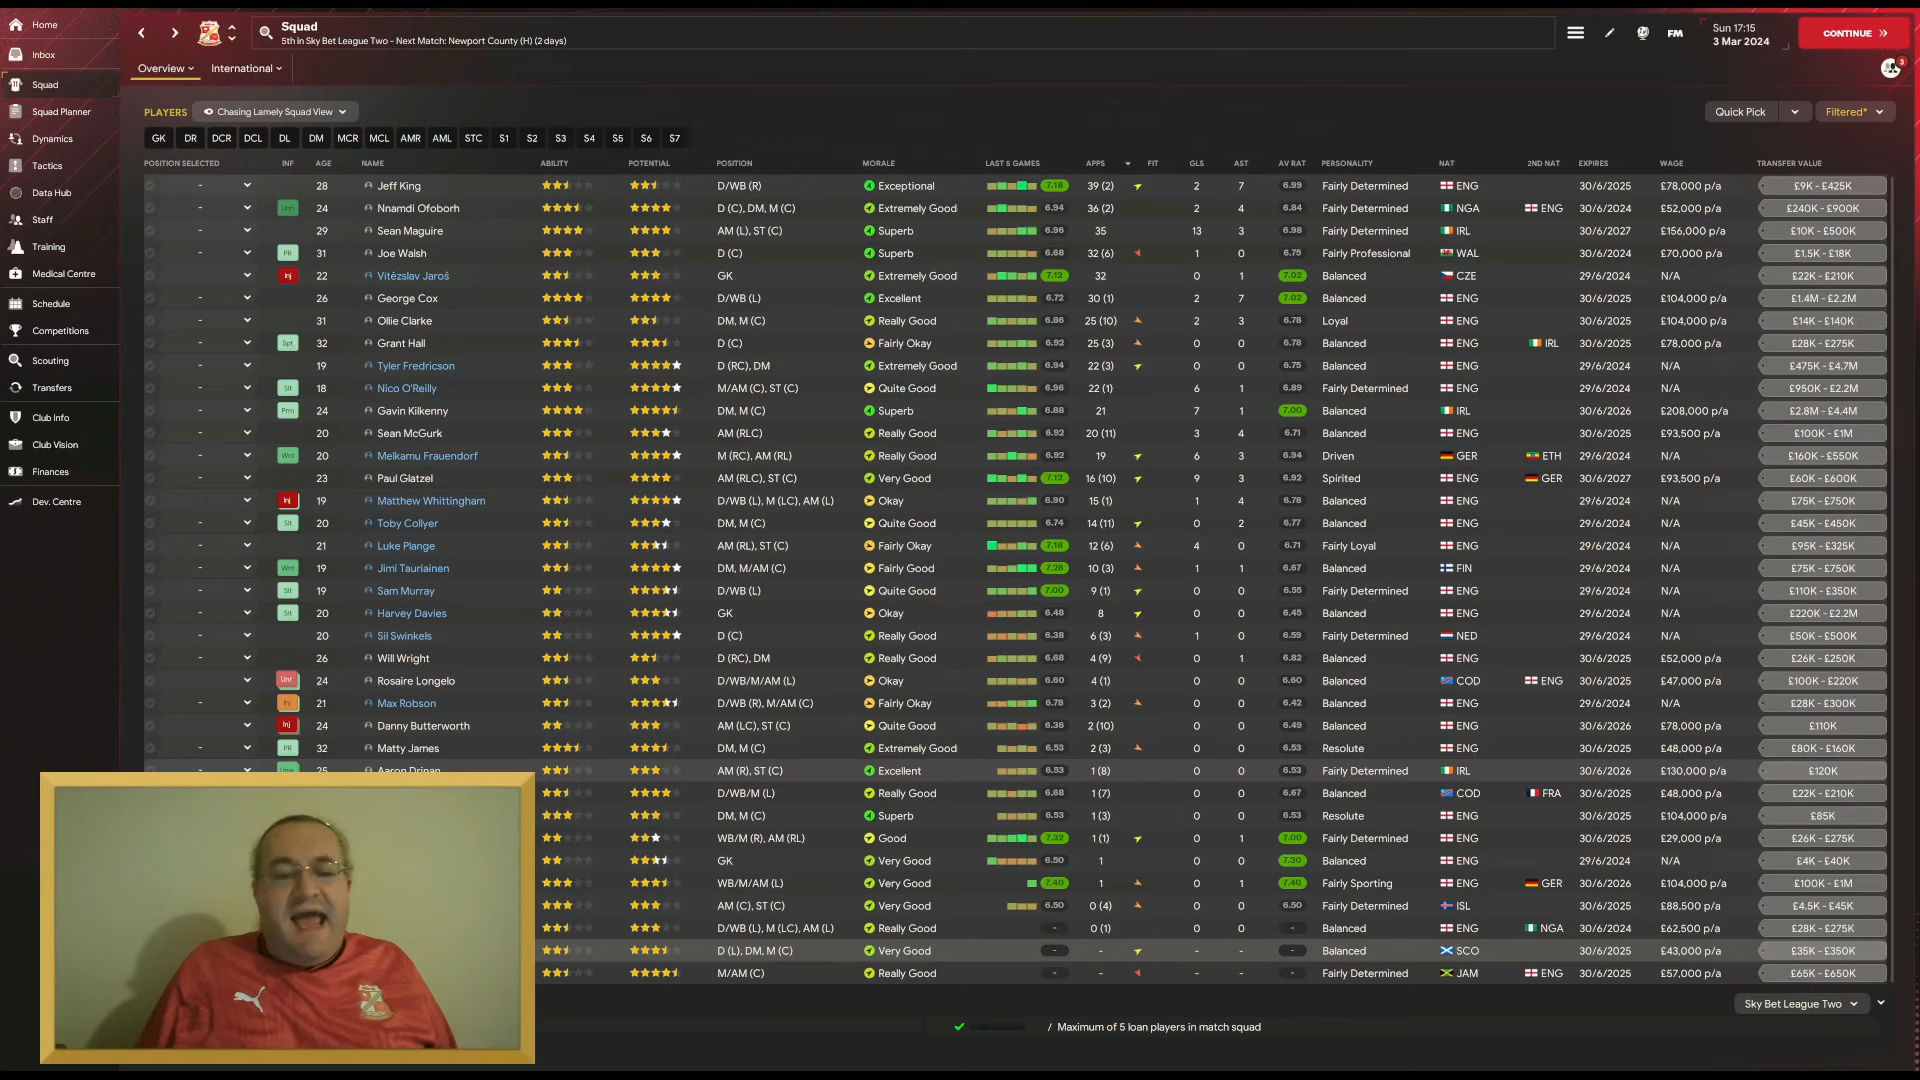 Home
Inbox
Squad
Squad Planner
Dynamics
Tactics
Data Hub
Staff
Training
Medical Centre
Schedule
Competitions
Scouting
Transfers
Club Info
Club Vision
Finances
Dev. Centre
Squad
5th in Sky Bet League Two - Next Match: Newport County (H) (2 days)
FM
Sun 17:15
3 Mar 2024
CONTINUE
Overview International
3
PLAYERS Chasing Lamely Squad View
Quick Pick Filtered*
GK DR DCR DCL DL DM MCR MCL AMR AML STC S1 S2 S3 S4 S5 S6 S7
POSITION SELECTED INF AGE NAME ABILITY POTENTIAL POSITION MORALE LAST 5 GAMES APPS FIT GLS AST AV RAT PERSONALITY NAT 2ND NAT EXPIRES WAGE TRANSFER VALUE
- 28 Jeff King D/WB (R) Exceptional 7.18 39 (2) 2 7 6.99 Fairly Determined ENG 30/6/2025 £78,000 p/a £9K - £425K
- Unh 24 Nnamdi Ofoborh D (C), DM, M (C) Extremely Good 6.94 36 (2) 2 4 6.84 Fairly Determined NGA ENG 30/6/2024 £52,000 p/a £240K - £900K
- 29 Sean Maguire AM (L), ST (C) Superb 6.96 35 13 3 6.98 Fairly Determined IRL 30/6/2027 £156,000 p/a £10K - £500K
- PR 31 Joe Walsh D (C) Superb 6.68 32 (6) 1 0 6.75 Fairly Professional WAL 30/6/2024 £70,000 p/a £1.5K - £18K
- Inj 22 Vitězslav Jaroš GK Extremely Good 7.12 32 0 1 7.02 Balanced CZE 29/6/2024 N/A £22K - £210K
- 26 George Cox D/WB (L) Excellent 6.72 30 (1) 2 7 7.02 Balanced ENG 30/6/2025 £104,000 p/a £1.4M - £2.2M
- 31 Ollie Clarke DM, M (C) Really Good 6.86 25 (10) 2 3 6.78 Loyal ENG 30/6/2025 £104,000 p/a £14K - £140K
- Spt 32 Grant Hall D (C) Fairly Okay 6.92 25 (3) 0 0 6.78 Balanced ENG IRL 30/6/2025 £78,000 p/a £28K - £275K
- 19 Tyler Fredricson D (RC), DM Extremely Good 6.94 22 (3) 0 0 6.75 Balanced ENG 29/6/2024 N/A £475K - £4.7M
- Slt 18 Nico O'Reilly M/AM (C), ST (C) Quite Good 6.96 22 (1) 6 1 6.89 Fairly Determined ENG 29/6/2024 N/A £950K - £2.2M
- Prm 24 Gavin Kilkenny DM, M (C) Superb 6.88 21 7 1 7.00 Balanced IRL 30/6/2026 £208,000 p/a £2.8M - £4.4M
- 20 Sean McGurk AM (RLC) Really Good 6.92 20 (11) 3 4 6.71 Balanced ENG 30/6/2025 £93,500 p/a £100K - £1M
- Wnt 20 Melkamu Frauendorf M (RC), AM (RL) Really Good 6.92 19 6 3 6.94 Driven GER ETH 29/6/2024 N/A £160K - £550K
- 23 Paul Glatzel AM (RLC), ST (C) Very Good 7.12 16 (10) 9 3 6.92 Spirited ENG GER 30/6/2027 £93,500 p/a £60K - £600K
- Inj 19 Matthew Whittingham D/WB (L), M (LC), AM (L) Okay 6.90 15 (1) 1 4 6.78 Balanced ENG 29/6/2024 N/A £75K - £750K
- Slt 20 Toby Collyer DM, M (C) Quite Good 6.74 14 (11) 0 2 6.77 Balanced ENG 29/6/2024 N/A £45K - £450K
- 21 Luke Plange AM (RL), ST (C) Fairly Okay 7.18 12 (6) 4 0 6.71 Fairly Loyal ENG 29/6/2024 N/A £95K - £325K
- Wnt 19 Jimi Tauriainen DM, M/AM (C) Fairly Good 7.28 10 (3) 1 1 6.67 Balanced FIN 29/6/2024 N/A £75K - £750K
- Slt 19 Sam Murray D/WB (L) Quite Good 7.00 9 (1) 0 0 6.55 Fairly Determined ENG 29/6/2024 N/A £110K - £350K
- Slt 20 Harvey Davies GK Okay 6.48 8 0 0 6.45 Balanced ENG 29/6/2024 N/A £220K - £2.2M
- 20 Sil Swinkels D (C) Really Good 6.38 6 (3) 1 0 6.59 Fairly Determined NED 29/6/2024 N/A £50K - £500K
- 26 Will Wright D (RC), DM Really Good 6.68 4 (9) 0 1 6.82 Balanced ENG 30/6/2025 £52,000 p/a £26K - £250K
- Unr 24 Rosaire Longelo D/WB/M/AM (L) Okay 6.60 4 (1) 0 0 6.60 Balanced COD ENG 30/6/2025 £47,000 p/a £100K - £220K
- Inj 21 Max Robson D/WB (R), M/AM (C) Fairly Okay 6.78 3 (2) 0 0 6.42 Balanced ENG 29/6/2024 N/A £28K - £300K
- Inj 24 Danny Butterworth AM (LC), ST (C) Quite Good 6.36 2 (10) 0 0 6.49 Balanced ENG 30/6/2026 £78,000 p/a £110K
- PR 32 Matty James DM, M (C) Extremely Good 6.53 2 (3) 0 0 6.53 Resolute ENG 30/6/2025 £48,000 p/a £80K - £160K
25 Aaron Drinan AM (R), ST (C) Excellent 6.53 1 (8) 0 0 6.53 Fairly Determined IRL 30/6/2026 £130,000 p/a £120K
D/WB/M (L) Really Good 6.68 1 (7) 0 0 6.67 Balanced COD FRA 30/6/2025 £48,000 p/a £22K - £210K
DM, M (C) Superb 6.53 1 (3) 0 0 6.53 Resolute ENG 30/6/2025 £104,000 p/a £85K
WB/M (R), AM (RL) Good 7.32 1 (1) 0 1 7.00 Fairly Determined ENG 30/6/2025 £29,000 p/a £26K - £275K
GK Very Good 6.50 1 0 0 7.30 Balanced ENG 29/6/2024 N/A £4K - £40K
WB/M/AM (L) Very Good 7.40 1 0 1 7.40 Fairly Sporting ENG GER 30/6/2026 £104,000 p/a £100K - £1M
AM (C), ST (C) Very Good 6.50 0 (4) 0 0 6.50 Fairly Determined ISL 30/6/2025 £88,500 p/a £4.5K - £45K
D/WB (L), M (LC), AM (L) Really Good 0 (1) 0 0 - Balanced ENG NGA 30/6/2024 £62,500 p/a £28K - £275K
D (L), DM, M (C) Very Good - - - - - Balanced SCO 30/6/2025 £43,000 p/a £35K - £350K
M/AM (C) Really Good - - - - - Fairly Determined JAM ENG 30/6/2025 £57,000 p/a £65K - £650K
Sky Bet League Two
/ Maximum of 5 loan players in match squad